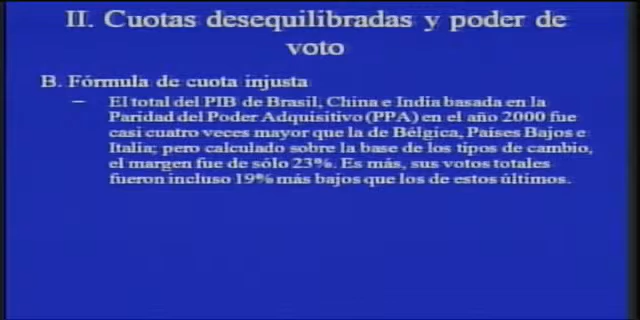 II. Cuotas desequilibradas y poder de
voto
B. Fórmula de cuota injusta
– El total del PIB de Brasil, China e India basada en la
Paridad del Poder Adquisitivo (PPA) en el año 2000 fue
casi cuatro veces mayor que la de Bélgica, Países Bajos e
Italia; pero calculado sobre la base de los tipos de cambio,
el margen fue de sólo 23%. Es más, sus votos totales
fueron incluso 19% más bajos que los de estos últimos.